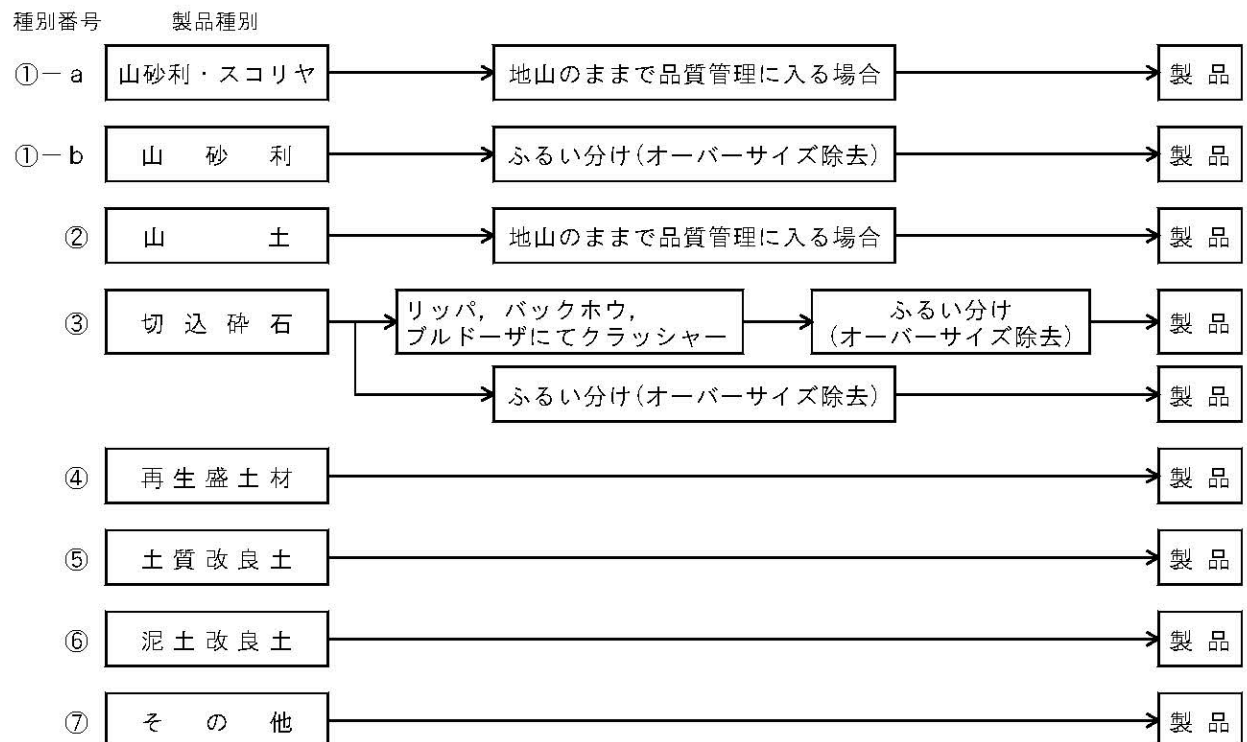 種別番号 製品種別
①－a 山砂利・スコリヤ 地山のままで品質管理に入る場合 製品
①－b 山砂利 ふるい分け(オーバーサイズ除去) 製品
② 山土 地山のままで品質管理に入る場合 製品
③ 切込砕石 リッパ，バックホウ，
ブルドーザにてクラッシャー ふるい分け
(オーバーサイズ除去) 製品
ふるい分け(オーバーサイズ除去) 製品
④ 再生盛土材 製品
⑤ 土質改良土 製品
⑥ 泥土改良土 製品
⑦ その他 製品